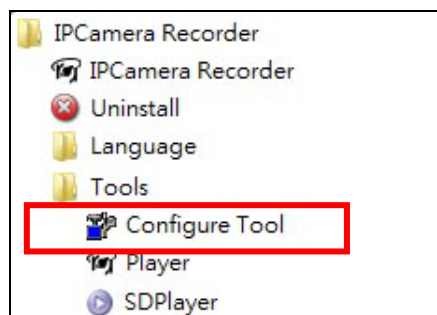 IPCamera Recorder
IPCamera Recorder
Uninstall
Language
Tools
Configure Tool
Player
SDPlayer